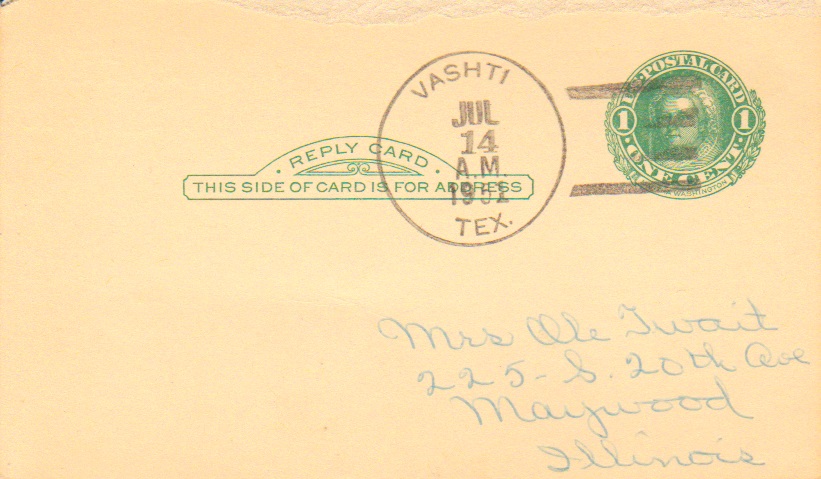 VASHTI
JUL
14
A.M.
1951
TEX.
U.S. POSTAL CARD
1 1
ONE CENT
WASHINGTON
· REPLY CARD ·
THIS SIDE OF CARD IS FOR ADDRESS
Mrs Ole Twait
225 - S. 20th Ave
Maywood
Illinois